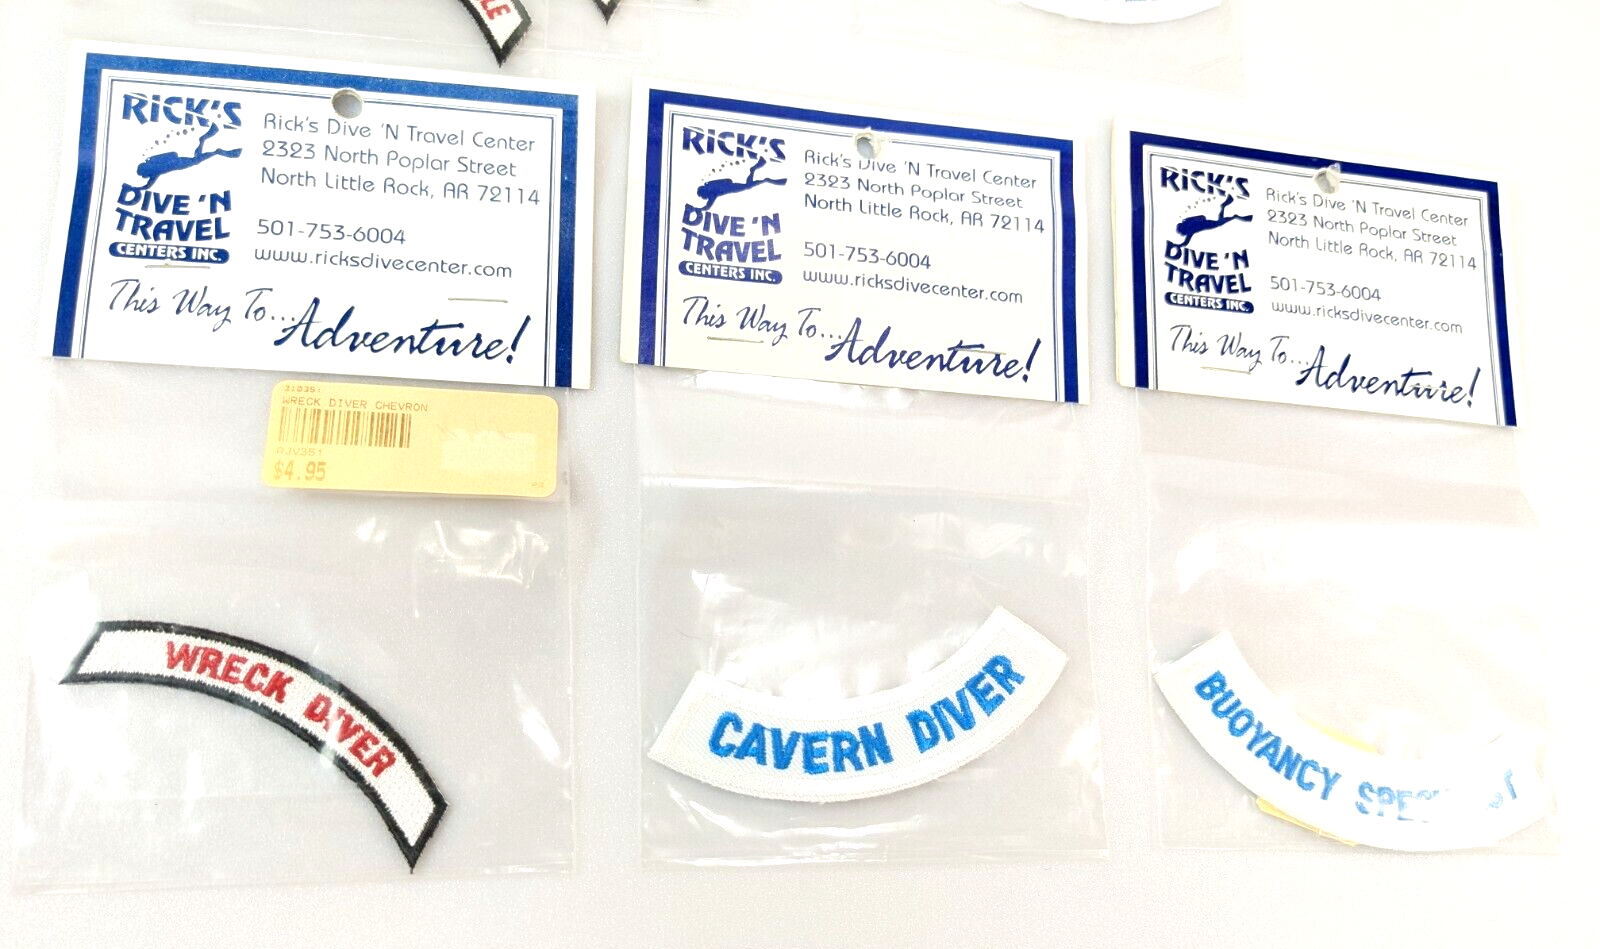 LE
RiCK'S
DIVE 'N
TRAVEL
CENTERS INC.
Rick's Dive 'N Travel Center
2323 North Poplar Street
North Little Rock, AR 72114
501-753-6004
www.ricksdivecenter.com
This Way To...Adventure!
WRECK DIVER CHEVRON
$4.95
WRECK DIVER
RiCK'S
DIVE 'N
TRAVEL
CENTERS INC.
Rick's Dive 'N Travel Center
2323 North Poplar Street
North Little Rock, AR 72114
501-753-6004
www.ricksdivecenter.com
This Way To...Adventure!
CAVERN DIVER
RiCK'S
DIVE 'N
TRAVEL
CENTERS INC.
Rick's Dive 'N Travel Center
2323 North Poplar Street
North Little Rock, AR 72114
501-753-6004
www.ricksdivecenter.com
This Way To...Adventure!
BUOYANCY